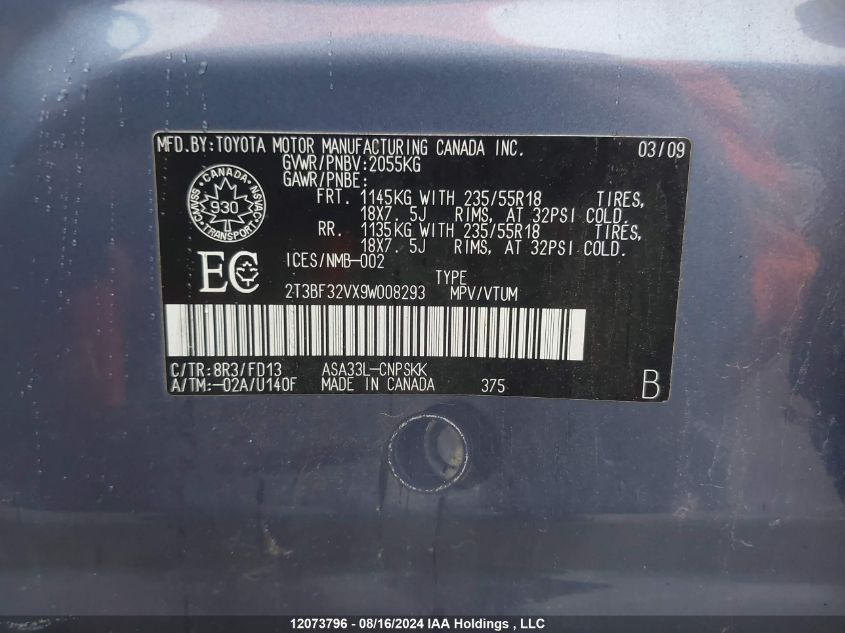 MFD.BY:TOYOTA MOTOR MANUFACTURING CANADA INC. 03/09
GVWR/PNBV:2055KG
GAWR/PNBE:
FRT. 1145KG WITH 235/55R18 TIRES,
18X7. 5J RIMS, AT 32PSI COLD.
RR. 1135KG WITH 235/55R18 TIRES,
18X7. 5J RIMS, AT 32PSI COLD.
CANADA
CMVSS NSVAC
930
TRANSPORT
ICES/NMB-002
EC
TYPE
2T3BF32VX9W008293 MPV/VTUM
C/TR:8R3/FD13 ASA33L-CNPSKK
A/TM:-02A/U140F MADE IN CANADA 375 B
12073796 - 08/16/2024 IAA Holdings , LLC